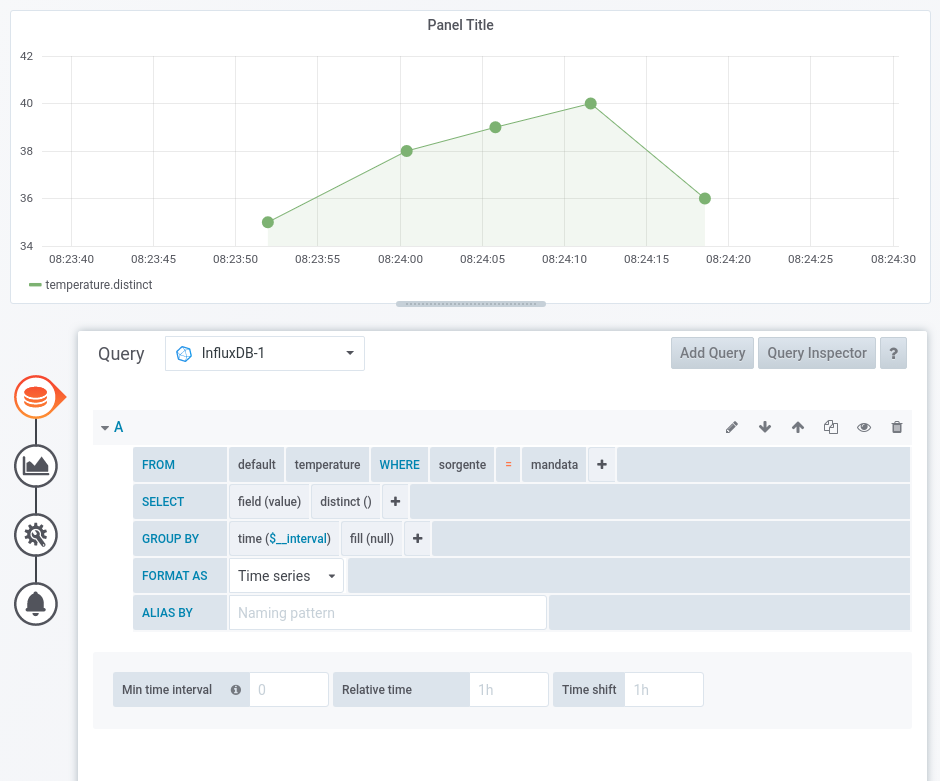 Panel Title
42
40
38
36
34
08:23:40 08:23:45 08:23:50 08:23:55 08:24:00 08:24:05 08:24:10 08:24:15 08:24:20 08:24:25 08:24:30
temperature.distinct
Query InfluxDB-1 Add Query Query Inspector ?
A
FROM default temperature WHERE sorgente = mandata +
SELECT field (value) distinct () +
GROUP BY time ($__interval) fill (null) +
FORMAT AS Time series
ALIAS BY Naming pattern
Min time interval 0 Relative time 1h Time shift 1h